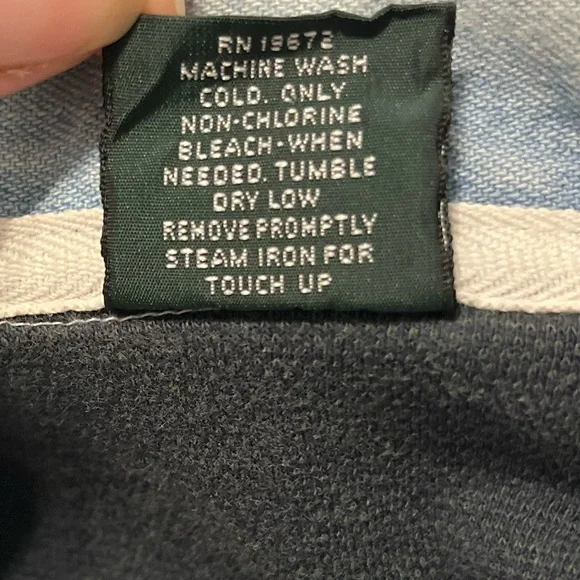 RN 19672
MACHINE WASH
COLD. ONLY
NON-CHLORINE
BLEACH-WHEN
NEEDED. TUMBLE
DRY LOW
REMOVE PROMPTLY
STEAM IRON FOR
TOUCH UP